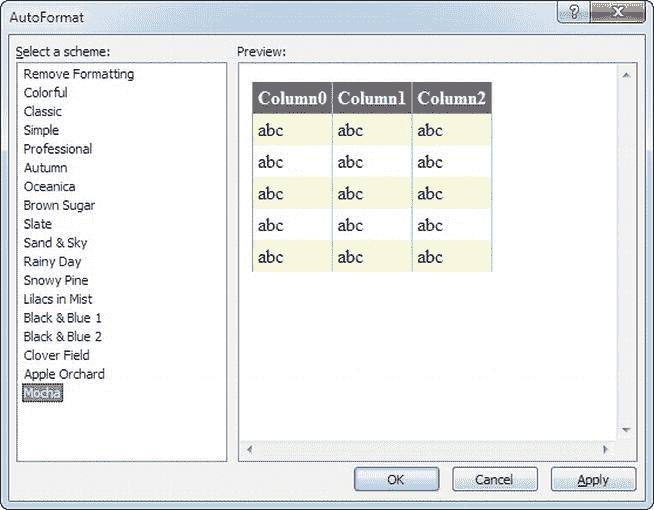 AutoFormat
Select a scheme:
Remove Formatting
Colorful
Classic
Simple
Professional
Autumn
Oceanica
Brown Sugar
Slate
Sand & Sky
Rainy Day
Snowy Pine
Lilacs in Mist
Black & Blue 1
Black & Blue 2
Clover Field
Apple Orchard
Mocha
Preview:
Column0 Column1 Column2
abc abc abc
abc abc abc
abc abc abc
abc abc abc
abc abc abc
OK Cancel Apply